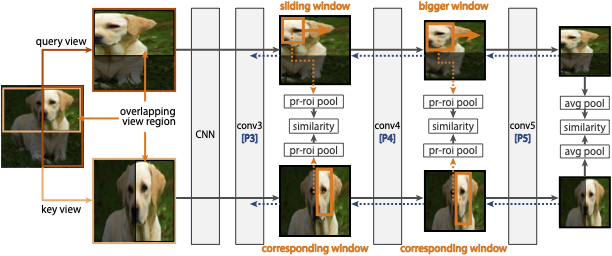 sliding window
bigger window
query view
overlapping
view region
key view
CNN
conv3
[P3]
pr-roi pool
similarity
pr-roi pool
conv4
[P4]
pr-roi pool
similarity
pr-roi pool
conv5
[P5]
avg pool
similarity
avg pool
corresponding window
corresponding window